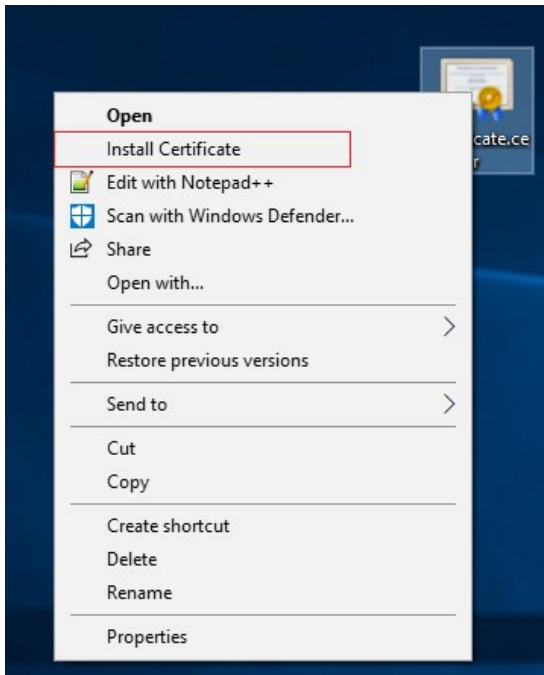 cate.ce
r
Open
Install Certificate
Edit with Notepad++
Scan with Windows Defender...
Share
Open with...
Give access to
Restore previous versions
Send to
Cut
Copy
Create shortcut
Delete
Rename
Properties